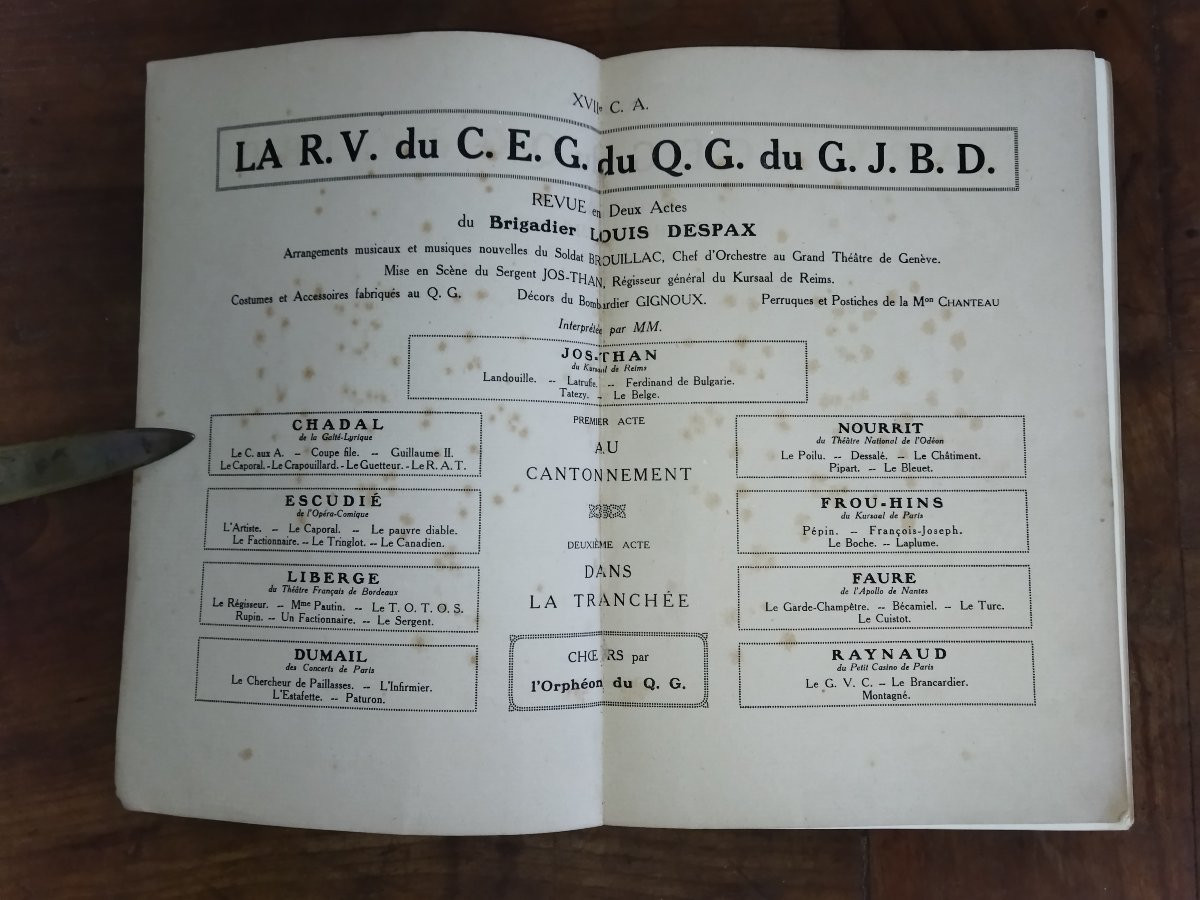 XVIIe C. A.
LA R. V. du C. E. G. du Q. G. du G. J. B. D.
REVUE en Deux Actes
du Brigadier LOUIS DESPAX
Arrangements musicaux et musiques nouvelles du Soldat BROUILLAC, Chef d'Orchestre au Grand Théâtre de Genève.
Mise en Scène du Sergent JOS-THAN, Régisseur général du Kursaal de Reims.
Costumes et Accessoires fabriqués au Q. G. Décors du Bombardier GIGNOUX. Perruques et Postiches de la Mon CHANTEAU
Interprétée par MM.
JOS-THAN
du Kursaal de Reims
Landouille. -- Latrufie. -- Ferdinand de Bulgarie.
Tatezy. -- Le Belge.
CHADAL
de la Gaîté-Lyrique
Le C. aux A. -- Coupe file. -- Guillaume II.
Le Caporal. - Le Crapouillard. - Le Guetteur. - Le R. A. T.
ESCUDIÉ
de l'Opéra-Comique
L'Artiste. -- Le Caporal. -- Le pauvre diable.
Le Factionnaire. -- Le Tringlot. -- Le Canadien.
LIBERGE
du Théâtre Français de Bordeaux
Le Régisseur. -- Mme Pautin. -- Le T. O. T. O. S.
Rupin. -- Un Factionnaire. -- Le Sergent.
DUMAIL
des Concerts de Paris
Le Chercheur de Paillasses. -- L'Infirmier.
L'Estafette. -- Paturon.
PREMIER ACTE
AU
CANTONNEMENT
DEUXIÈME ACTE
DANS
LA TRANCHÉE
CHŒURS par
l'Orphéon du Q. G.
NOURRIT
du Théâtre National de l'Odéon
Le Poilu. -- Dessalé. -- Le Châtiment.
Pipart. -- Le Bleuet.
FROU-HINS
du Kursaal de Paris
Pépin. -- François-Joseph.
Le Boche. -- Laplume.
FAURE
de l'Apollo de Nantes
Le Garde-Champêtre. -- Bécamiel. -- Le Turc.
Le Cuistot.
RAYNAUD
du Petit Casino de Paris
Le G. V. C. -- Le Brancardier.
Montagné.